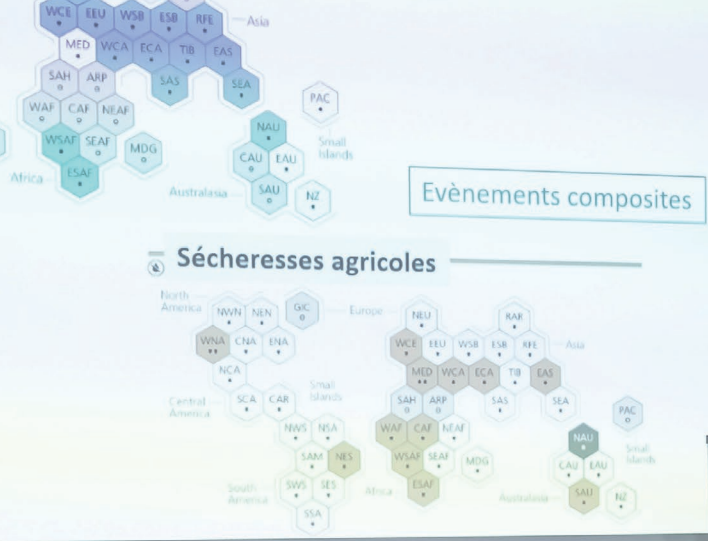 WCE EEU WSB ESB RFE Asia
MED WCA ECA TIB EAS
SAH ARP SAS SEA
PAC
WAF CAF NEAF
NAU
Small
Islands
WSAF SEAF MDG
CAU EAU
Africa ESAF
Australasia SAU NZ
Evènements composites
Sécheresses agricoles
North
America
NWN NEN GIC Europe NEU RAR
WNA CNA ENA WCE EEU WSB ESB RFE Asia
NCA MED WCA ECA TIB EAS
Small
Islands
Central
America
SCA CAR SAH ARP SAS SEA
PAC
NWS NSA WAF CAF NEAF
NAU
Small
Islands
SAM NES WSAF SEAF MDG
CAU EAU
South
America
SWS SES Africa ESAF
Australasia SAU NZ
SSA